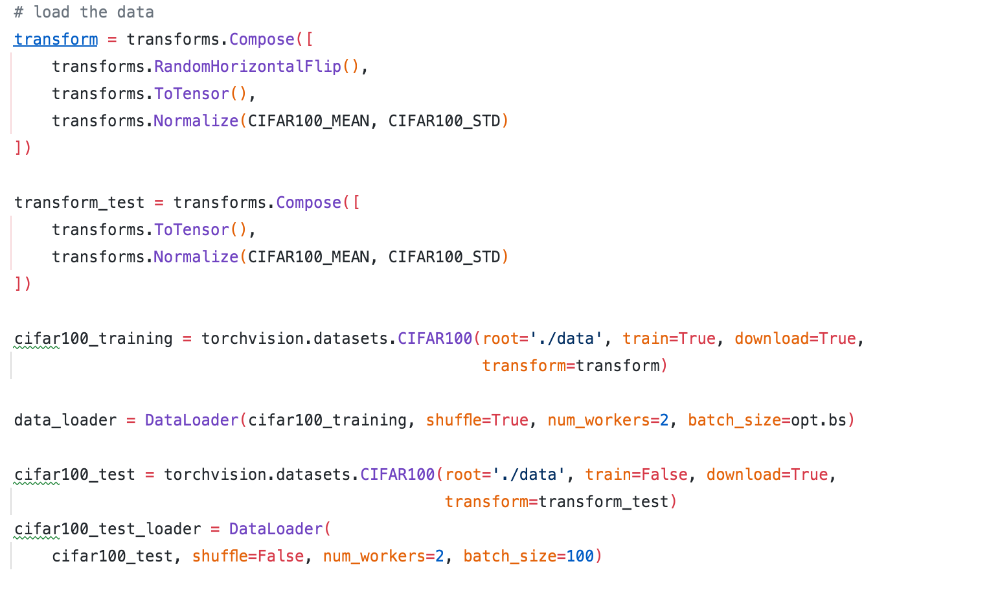 # load the data
transform = transforms.Compose([
    transforms.RandomHorizontalFlip(),
    transforms.ToTensor(),
    transforms.Normalize(CIFAR100_MEAN, CIFAR100_STD)
])
transform_test = transforms.Compose([
    transforms.ToTensor(),
    transforms.Normalize(CIFAR100_MEAN, CIFAR100_STD)
])
cifar100_training = torchvision.datasets.CIFAR100(root='./data', train=True, download=True,
                                                  transform=transform)
data_loader = DataLoader(cifar100_training, shuffle=True, num_workers=2, batch_size=opt.bs)
cifar100_test = torchvision.datasets.CIFAR100(root='./data', train=False, download=True,
                                              transform=transform_test)
cifar100_test_loader = DataLoader(
    cifar100_test, shuffle=False, num_workers=2, batch_size=100)